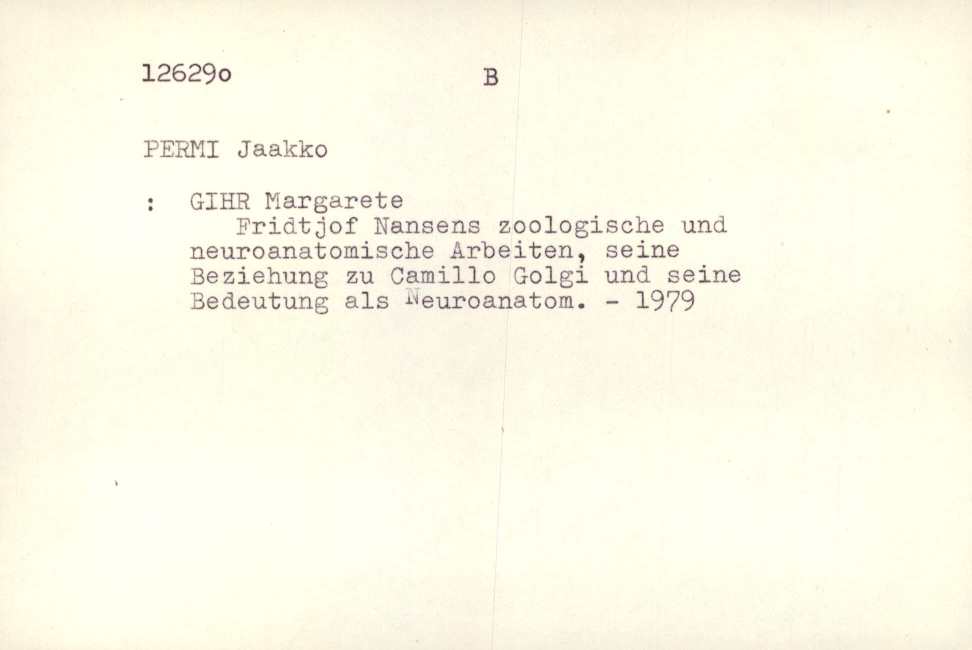 12629o B
PERMI Jaakko
: GIHR Margarete
Fridtjof Nansens zoologische und
neuroanatomische Arbeiten, seine
Beziehung zu Camillo Golgi und seine
Bedeutung als Neuroanatom. - 1979